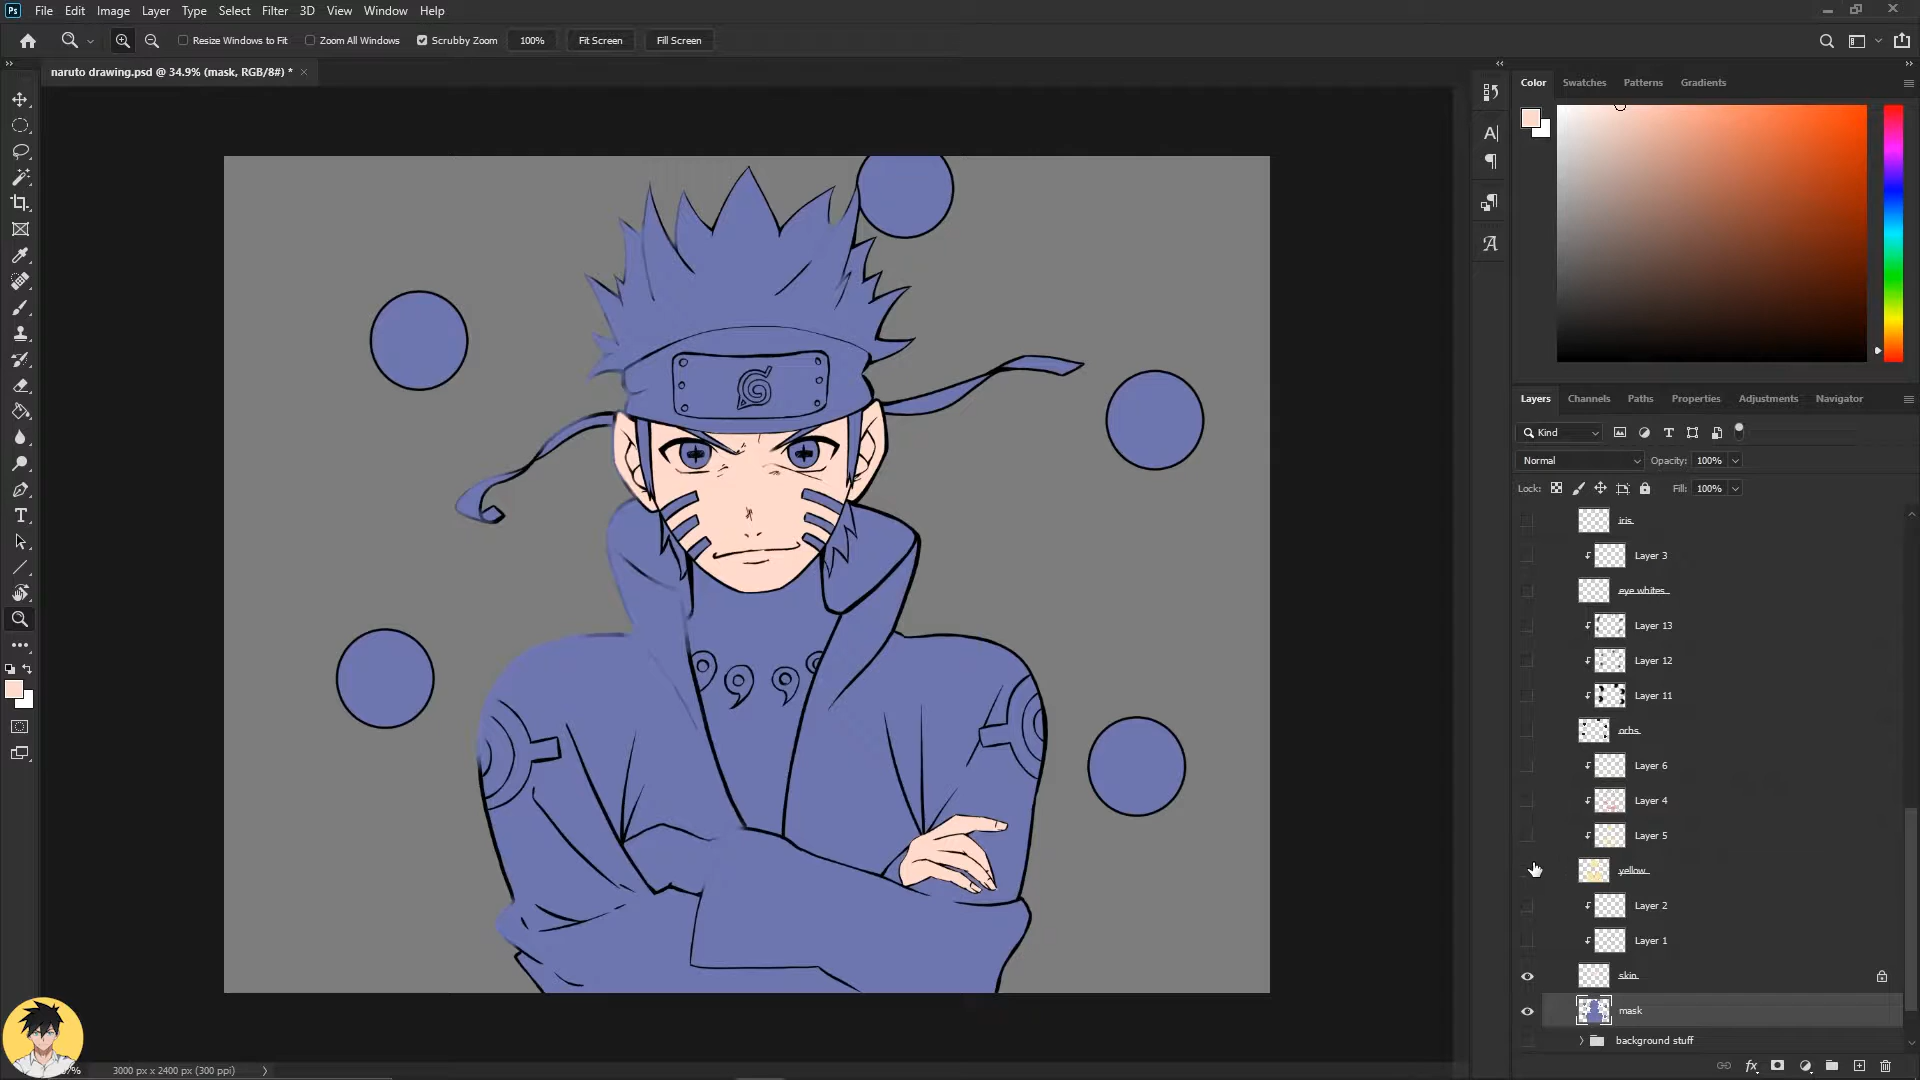 Ps File Edit Image Layer Type Select Filter 3D View Window Help
Resize Windows to Fit Zoom All Windows Scrubby Zoom 100% Fit Screen Fill Screen
naruto drawing.psd @ 34.9% (mask, RGB/8#) *
Color Swatches Patterns Gradients
Layers Channels Paths Properties Adjustments Navigator
Kind
Normal Opacity: 100%
Lock: Fill: 100%
iris
Layer 3
eye whites
Layer 13
Layer 12
Layer 11
orbs
Layer 6
Layer 4
Layer 5
yellow
Layer 2
Layer 1
skin
mask
background stuff
3000 px x 2400 px (300 ppi)